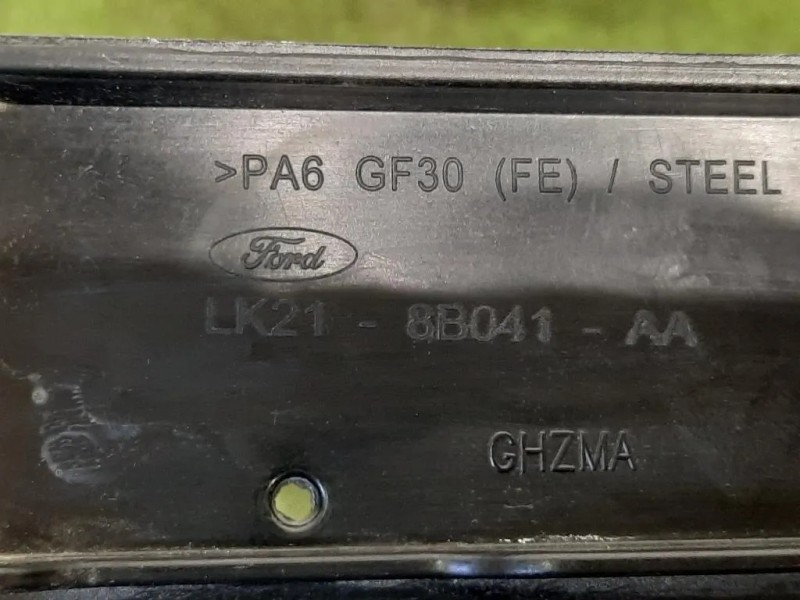 >PA6 GF30 (FE) / STEEL
Ford
LK21 - 8B041 - AA
GHZMA